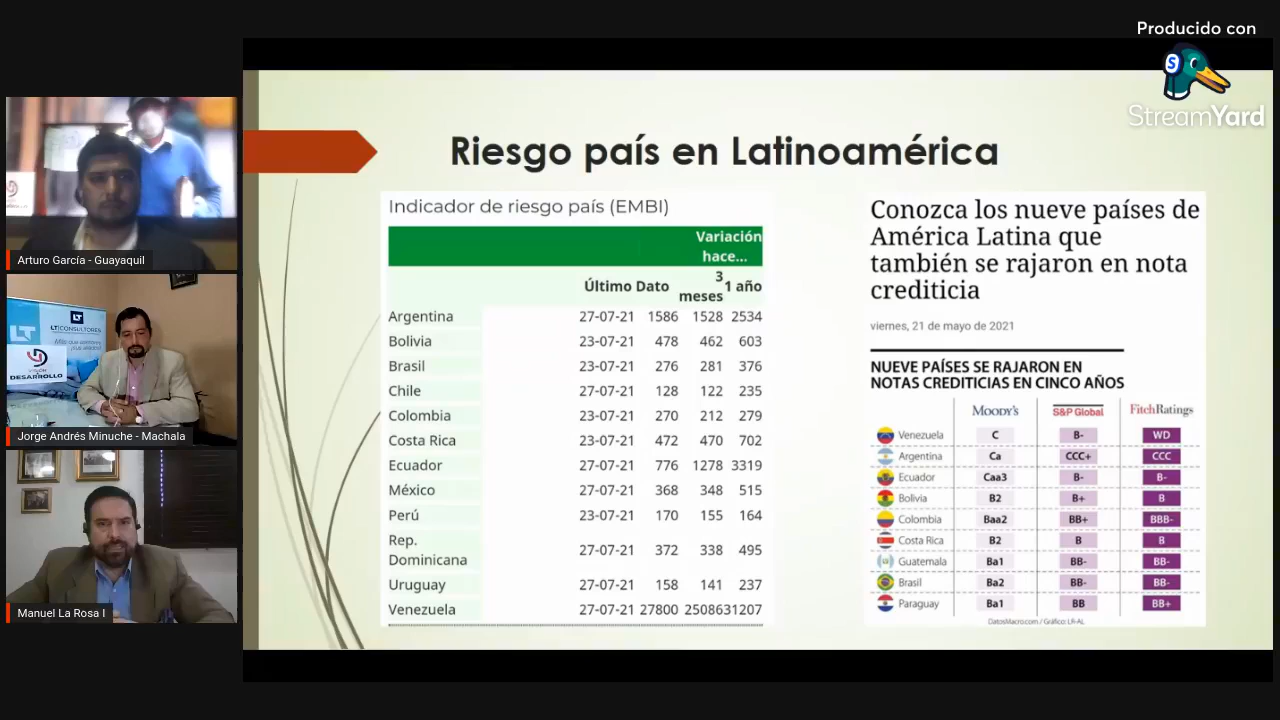 Producido con
StreamYard
Arturo García - Guayaquil
LT
LTCONSULTORES
DESARROLLO
Jorge Andrés Minuche - Machala
Manuel La Rosa I
Riesgo país en Latinoamérica
Indicador de riesgo país (EMBI)
Variación
hace...
Último Dato 3 meses 1 año
Argentina 27-07-21 1586 1528 2534
Bolivia 23-07-21 478 462 603
Brasil 23-07-21 276 281 376
Chile 27-07-21 128 122 235
Colombia 23-07-21 270 212 279
Costa Rica 23-07-21 472 470 702
Ecuador 27-07-21 776 1278 3319
México 27-07-21 368 348 515
Perú 23-07-21 170 155 164
Rep.
Dominicana 27-07-21 372 338 495
Uruguay 27-07-21 158 141 237
Venezuela 27-07-21 27800 25086 31207
Conozca los nueve países de
América Latina que
también se rajaron en nota
crediticia
viernes, 21 de mayo de 2021
NUEVE PAÍSES SE RAJARON EN
NOTAS CREDITICIAS EN CINCO AÑOS
MOODY'S S&P Global FitchRatings
Venezuela C B- WD
Argentina Ca CCC+ CCC
Ecuador Caa3 B- B-
Bolivia B2 B+ B
Colombia Baa2 BB+ BBB-
Costa Rica B2 B B
Guatemala Ba1 BB- BB-
Brasil Ba2 BB- BB-
Paraguay Ba1 BB BB+
DatosMacro.com / Gráfico: LR-AL